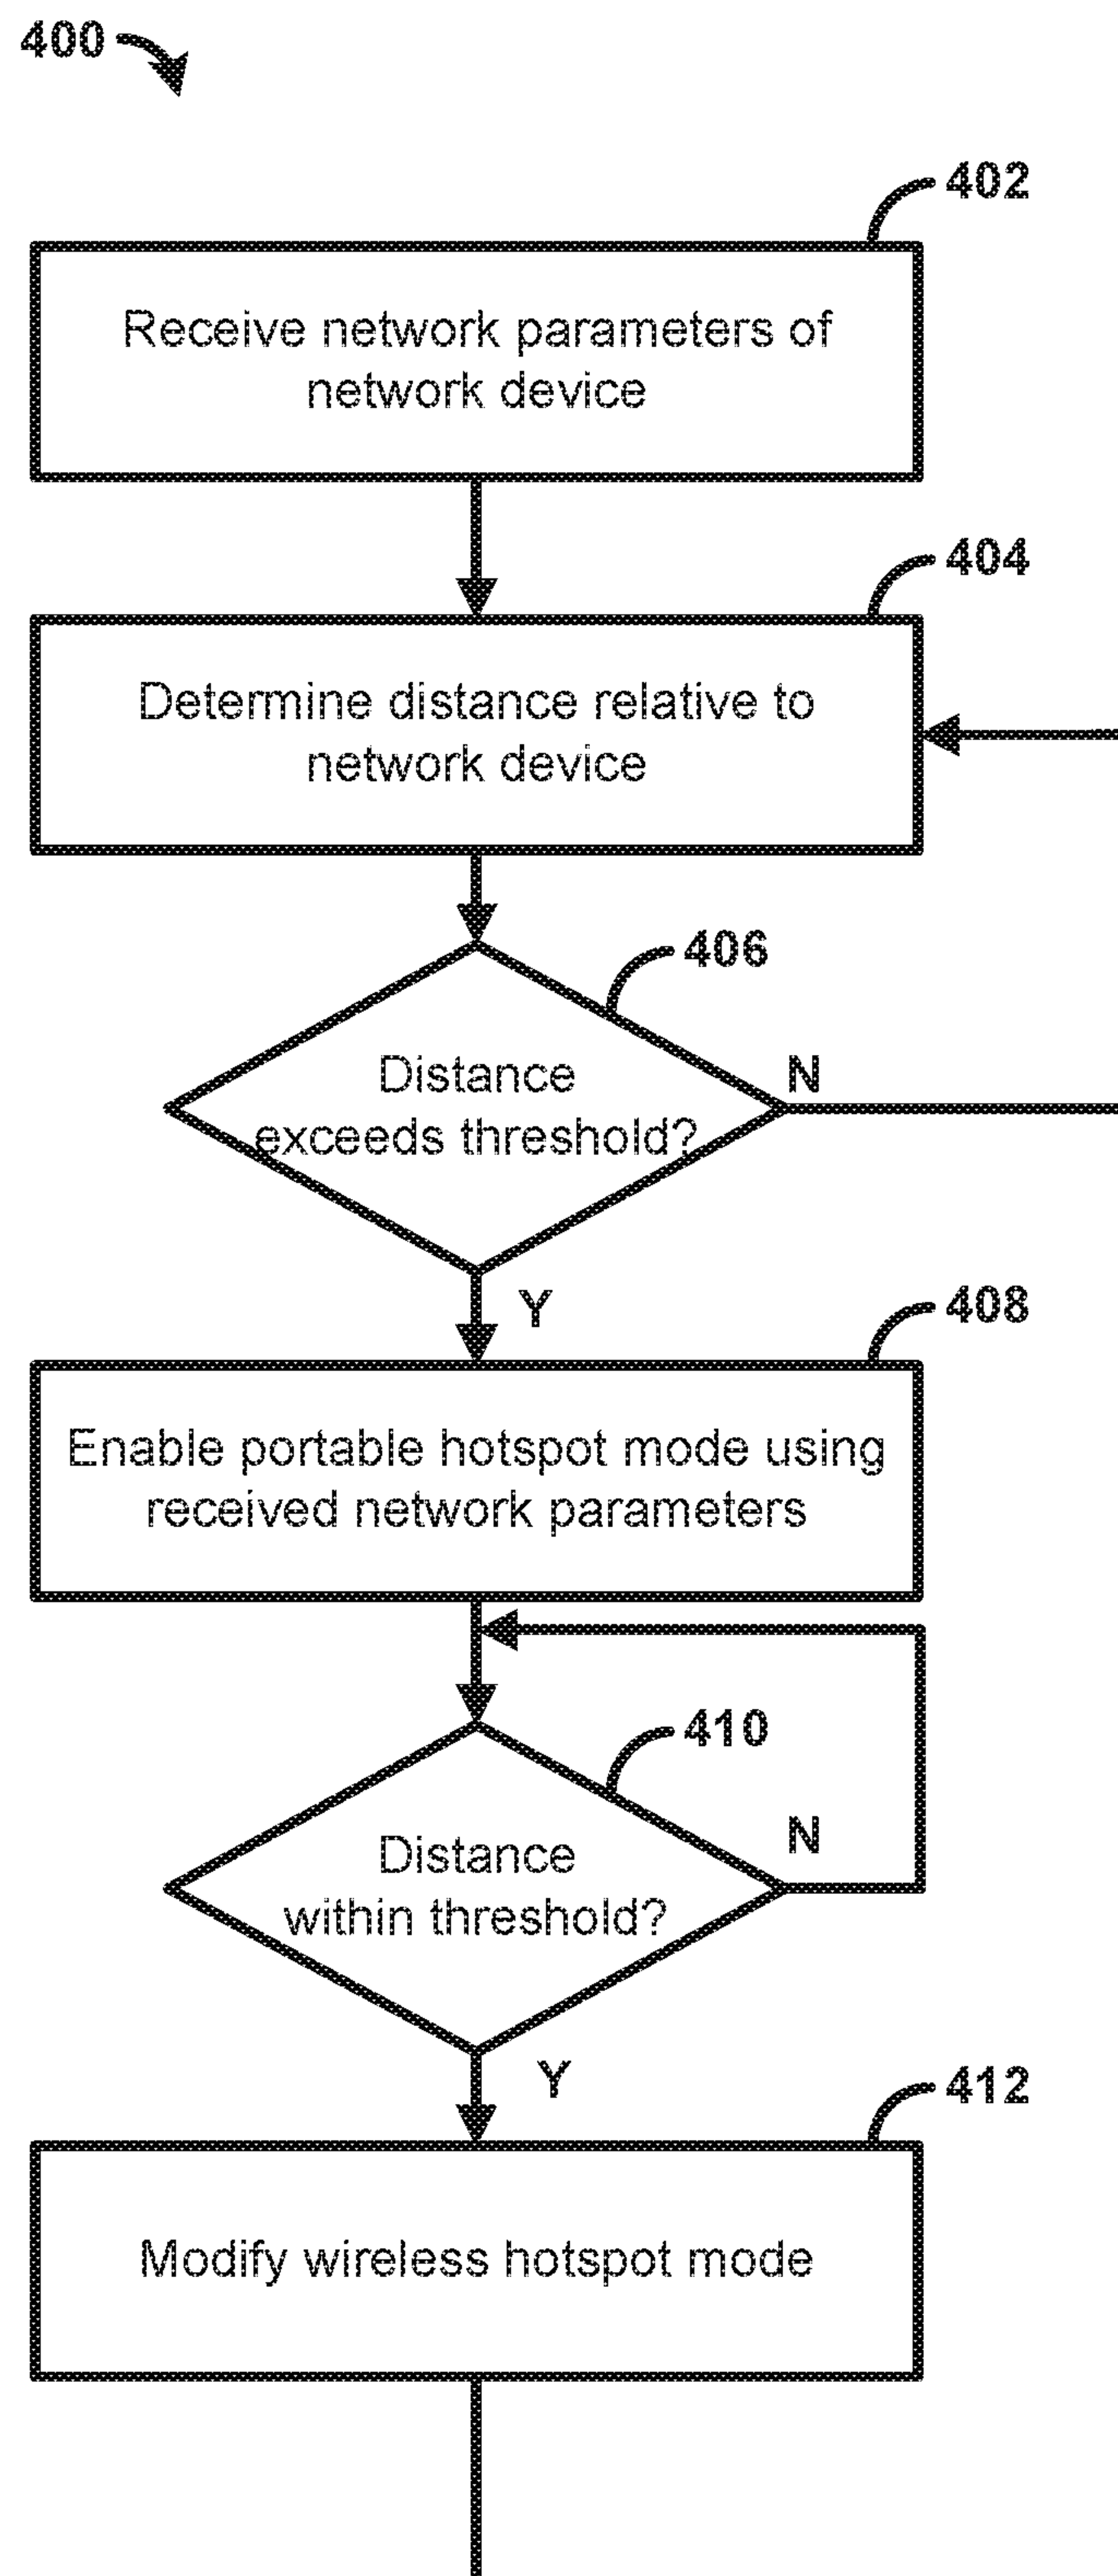 400
402
Receive network parameters of
network device
404
Determine distance relative to
network device
406
Distance
exceeds threshold?
N
Y
408
Enable portable hotspot mode using
received network parameters
410
Distance
within threshold?
N
Y
412
Modify wireless hotspot mode